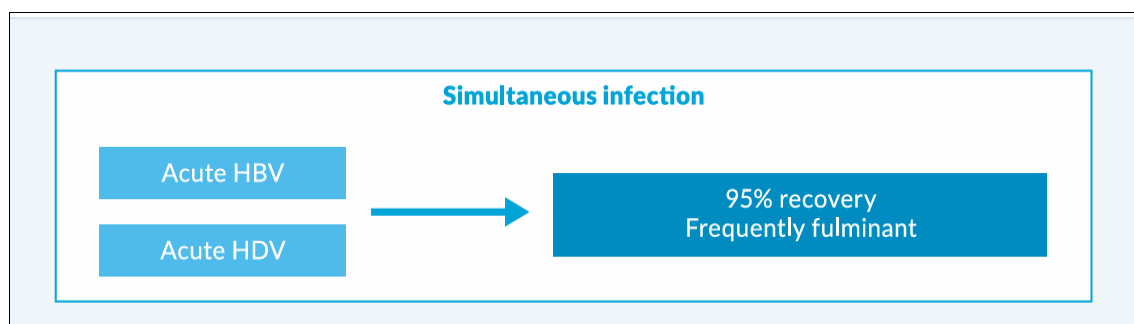 Simultaneous infection
Acute HBV
Acute HDV
95% recovery
Frequently fulminant